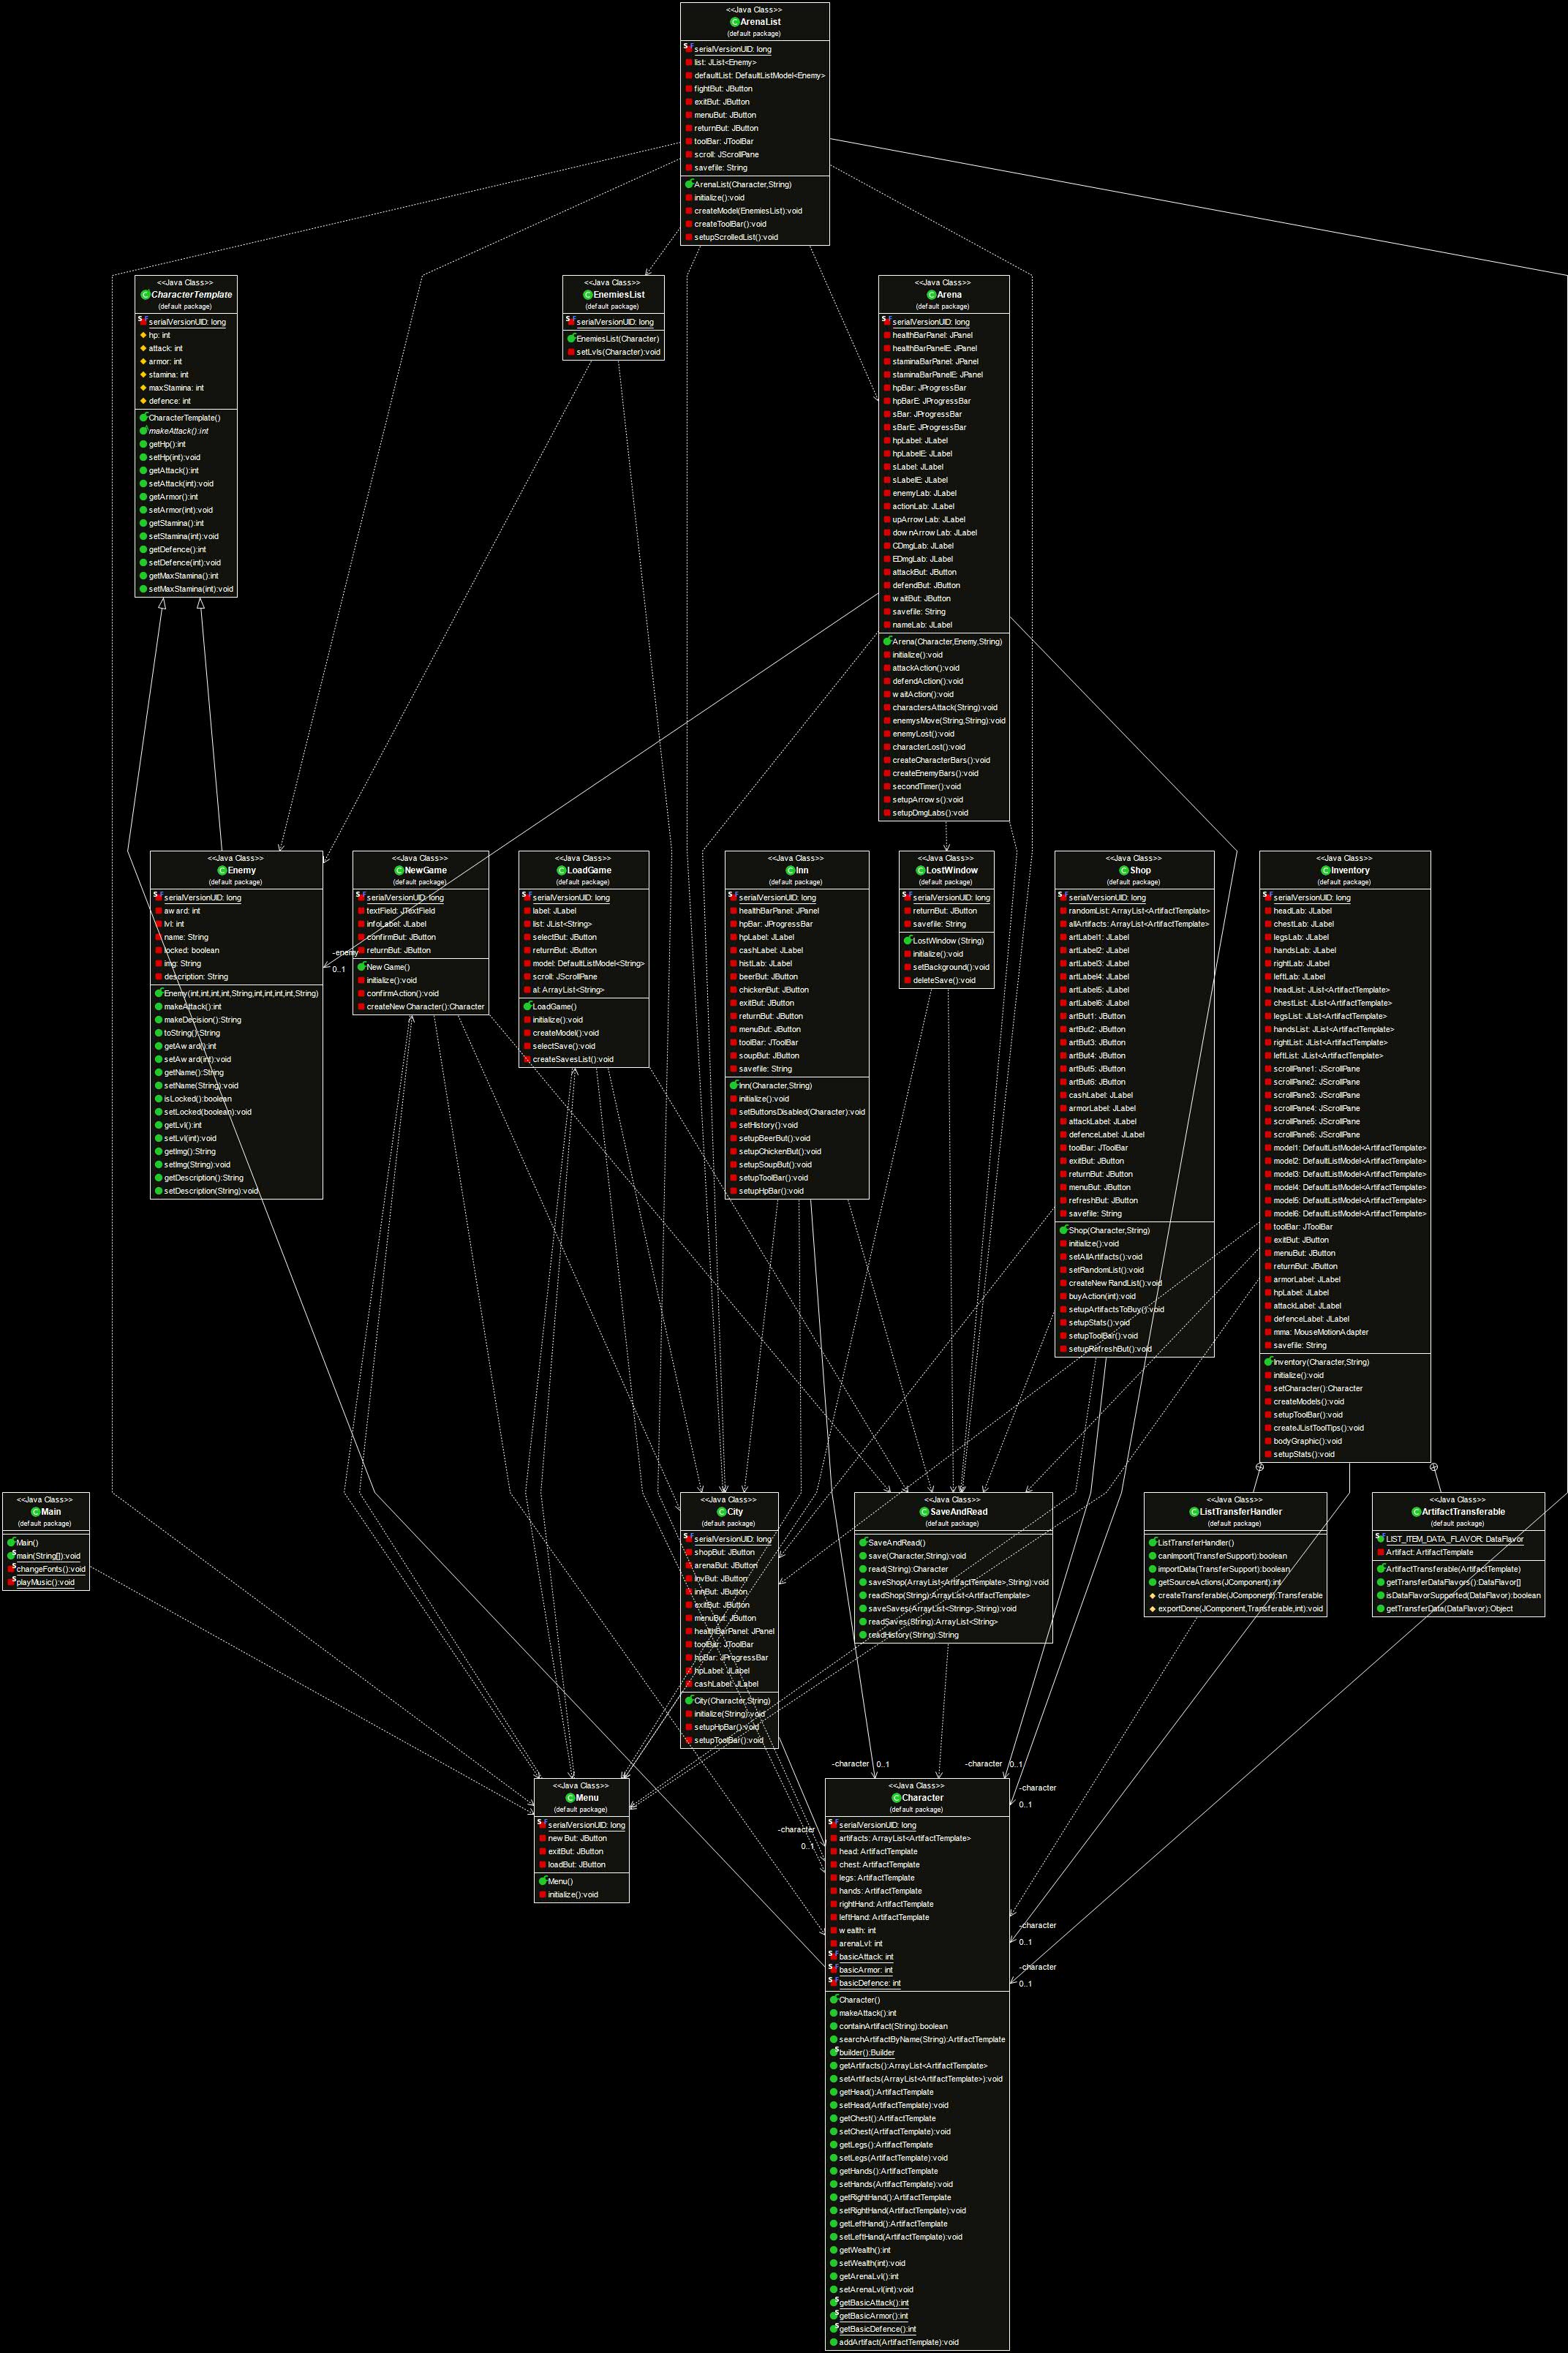 <<Java Class>>
ArenaList
(default package)
serialVersionUID: long
list: JList<Enemy>
defaultList: DefaultListModel<Enemy>
fightBut: JButton
exitBut: JButton
menuBut: JButton
returnBut: JButton
toolBar: JToolBar
scroll: JScrollPane
savefile: String
ArenaList(Character,String)
initialize():void
createModel(EnemiesList):void
createToolBar():void
setupScrolledList():void
<<Java Class>>
CharacterTemplate
(default package)
serialVersionUID: long
hp: int
attack: int
armor: int
stamina: int
maxStamina: int
defence: int
CharacterTemplate()
makeAttack():int
getHp():int
setHp(int):void
getAttack():int
setAttack(int):void
getArmor():int
setArmor(int):void
getStamina():int
setStamina(int):void
getDefence():int
setDefence(int):void
getMaxStamina():int
setMaxStamina(int):void
<<Java Class>>
EnemiesList
(default package)
serialVersionUID: long
EnemiesList(Character)
setLvls(Character):void
<<Java Class>>
Arena
(default package)
serialVersionUID: long
healthBarPanel: JPanel
healthBarPanelE: JPanel
staminaBarPanel: JPanel
staminaBarPanelE: JPanel
hpBar: JProgressBar
hpBarE: JProgressBar
sBar: JProgressBar
sBarE: JProgressBar
hpLabel: JLabel
hpLabelE: JLabel
sLabel: JLabel
sLabelE: JLabel
enemyLab: JLabel
actionLab: JLabel
upArrowLab: JLabel
downArrowLab: JLabel
CDmgLab: JLabel
EDmgLab: JLabel
attackBut: JButton
defendBut: JButton
waitBut: JButton
savefile: String
nameLab: JLabel
Arena(Character,Enemy,String)
initialize():void
attackAction():void
defendAction():void
waitAction():void
charactersAttack(String):void
enemysMove(String,String):void
enemyLost():void
characterLost():void
createCharacterBars():void
createEnemyBars():void
secondTimer():void
setupArrows():void
setupDmgLabs():void
<<Java Class>>
Enemy
(default package)
serialVersionUID: long
award: int
lvl: int
name: String
locked: boolean
img: String
description: String
Enemy(int,int,int,int,String,int,int,int,int,String)
makeAttack():int
makeDecision():String
toString():String
getAward():int
setAward(int):void
getName():String
setName(String):void
isLocked():boolean
setLocked(boolean):void
getLvl():int
setLvl(int):void
getImg():String
setImg(String):void
getDescription():String
setDescription(String):void
-enemy
0..1
<<Java Class>>
NewGame
(default package)
serialVersionUID: long
textField: JTextField
infoLabel: JLabel
confirmBut: JButton
returnBut: JButton
NewGame()
initialize():void
confirmAction():void
createNewCharacter():Character
<<Java Class>>
LoadGame
(default package)
serialVersionUID: long
label: JLabel
list: JList<String>
selectBut: JButton
returnBut: JButton
model: DefaultListModel<String>
scroll: JScrollPane
al: ArrayList<String>
LoadGame()
initialize():void
createModel():void
selectSave():void
createSavesList():void
<<Java Class>>
Inn
(default package)
serialVersionUID: long
healthBarPanel: JPanel
hpBar: JProgressBar
hpLabel: JLabel
cashLabel: JLabel
histLab: JLabel
beerBut: JButton
chickenBut: JButton
exitBut: JButton
returnBut: JButton
menuBut: JButton
toolBar: JToolBar
soupBut: JButton
savefile: String
Inn(Character,String)
initialize():void
setButtonsDisabled(Character):void
setHistory():void
setupBeerBut():void
setupChickenBut():void
setupSoupBut():void
setupToolBar():void
setupHpBar():void
<<Java Class>>
LostWindow
(default package)
serialVersionUID: long
returnBut: JButton
savefile: String
LostWindow(String)
initialize():void
setBackground():void
deleteSave():void
<<Java Class>>
Shop
(default package)
serialVersionUID: long
randomList: ArrayList<ArtifactTemplate>
allArtifacts: ArrayList<ArtifactTemplate>
artLabel1: JLabel
artLabel2: JLabel
artLabel3: JLabel
artLabel4: JLabel
artLabel5: JLabel
artLabel6: JLabel
artBut1: JButton
artBut2: JButton
artBut3: JButton
artBut4: JButton
artBut5: JButton
artBut6: JButton
cashLabel: JLabel
armorLabel: JLabel
attackLabel: JLabel
defenceLabel: JLabel
toolBar: JToolBar
exitBut: JButton
returnBut: JButton
menuBut: JButton
refreshBut: JButton
savefile: String
Shop(Character,String)
initialize():void
setAllArtifacts():void
setRandomList():void
createNewRandList():void
buyAction(int):void
setupArtifactsToBuy():void
setupStats():void
setupToolBar():void
setupRefreshBut():void
<<Java Class>>
Inventory
(default package)
serialVersionUID: long
headLab: JLabel
chestLab: JLabel
legsLab: JLabel
handsLab: JLabel
rightLab: JLabel
leftLab: JLabel
headList: JList<ArtifactTemplate>
chestList: JList<ArtifactTemplate>
legsList: JList<ArtifactTemplate>
handsList: JList<ArtifactTemplate>
rightList: JList<ArtifactTemplate>
leftList: JList<ArtifactTemplate>
scrollPane1: JScrollPane
scrollPane2: JScrollPane
scrollPane3: JScrollPane
scrollPane4: JScrollPane
scrollPane5: JScrollPane
scrollPane6: JScrollPane
model1: DefaultListModel<ArtifactTemplate>
model2: DefaultListModel<ArtifactTemplate>
model3: DefaultListModel<ArtifactTemplate>
model4: DefaultListModel<ArtifactTemplate>
model5: DefaultListModel<ArtifactTemplate>
model6: DefaultListModel<ArtifactTemplate>
toolBar: JToolBar
exitBut: JButton
menuBut: JButton
returnBut: JButton
armorLabel: JLabel
hpLabel: JLabel
attackLabel: JLabel
defenceLabel: JLabel
mma: MouseMotionAdapter
savefile: String
Inventory(Character,String)
initialize():void
setCharacter():Character
createModels():void
setupToolBar():void
createJListToolTips():void
bodyGraphic():void
setupStats():void
<<Java Class>>
Main
(default package)
Main()
main(String[]):void
changeFonts():void
playMusic():void
<<Java Class>>
City
(default package)
serialVersionUID: long
shopBut: JButton
arenaBut: JButton
invBut: JButton
innBut: JButton
exitBut: JButton
menuBut: JButton
healthBarPanel: JPanel
toolBar: JToolBar
hpBar: JProgressBar
hpLabel: JLabel
cashLabel: JLabel
City(Character,String)
initialize(String):void
setupHpBar():void
setupToolBar():void
<<Java Class>>
SaveAndRead
(default package)
SaveAndRead()
save(Character,String):void
read(String):Character
saveShop(ArrayList<ArtifactTemplate>,String):void
readShop(String):ArrayList<ArtifactTemplate>
saveSaves(ArrayList<String>,String):void
readSaves(String):ArrayList<String>
readHistory(String):String
<<Java Class>>
ListTransferHandler
(default package)
ListTransferHandler()
canImport(TransferSupport):boolean
importData(TransferSupport):boolean
getSourceActions(JComponent):int
createTransferable(JComponent):Transferable
exportDone(JComponent,Transferable,int):void
<<Java Class>>
ArtifactTransferable
(default package)
LIST_ITEM_DATA_FLAVOR: DataFlavor
Artifact: ArtifactTemplate
ArtifactTransferable(ArtifactTemplate)
getTransferDataFlavors():DataFlavor[]
isDataFlavorSupported(DataFlavor):boolean
getTransferData(DataFlavor):Object
<<Java Class>>
Menu
(default package)
serialVersionUID: long
newBut: JButton
exitBut: JButton
loadBut: JButton
Menu()
initialize():void
-character 0..1
-character 0..1
-character
0..1
-character
0..1
-character
0..1
-character
0..1
<<Java Class>>
Character
(default package)
serialVersionUID: long
artifacts: ArrayList<ArtifactTemplate>
head: ArtifactTemplate
chest: ArtifactTemplate
legs: ArtifactTemplate
hands: ArtifactTemplate
rightHand: ArtifactTemplate
leftHand: ArtifactTemplate
wealth: int
arenaLvl: int
basicAttack: int
basicArmor: int
basicDefence: int
Character()
makeAttack():int
containArtifact(String):boolean
searchArtifactByName(String):ArtifactTemplate
builder():Builder
getArtifacts():ArrayList<ArtifactTemplate>
setArtifacts(ArrayList<ArtifactTemplate>):void
getHead():ArtifactTemplate
setHead(ArtifactTemplate):void
getChest():ArtifactTemplate
setChest(ArtifactTemplate):void
getLegs():ArtifactTemplate
setLegs(ArtifactTemplate):void
getHands():ArtifactTemplate
setHands(ArtifactTemplate):void
getRightHand():ArtifactTemplate
setRightHand(ArtifactTemplate):void
getLeftHand():ArtifactTemplate
setLeftHand(ArtifactTemplate):void
getWealth():int
setWealth(int):void
getArenaLvl():int
setArenaLvl(int):void
getBasicAttack():int
getBasicArmor():int
getBasicDefence():int
addArtifact(ArtifactTemplate):void